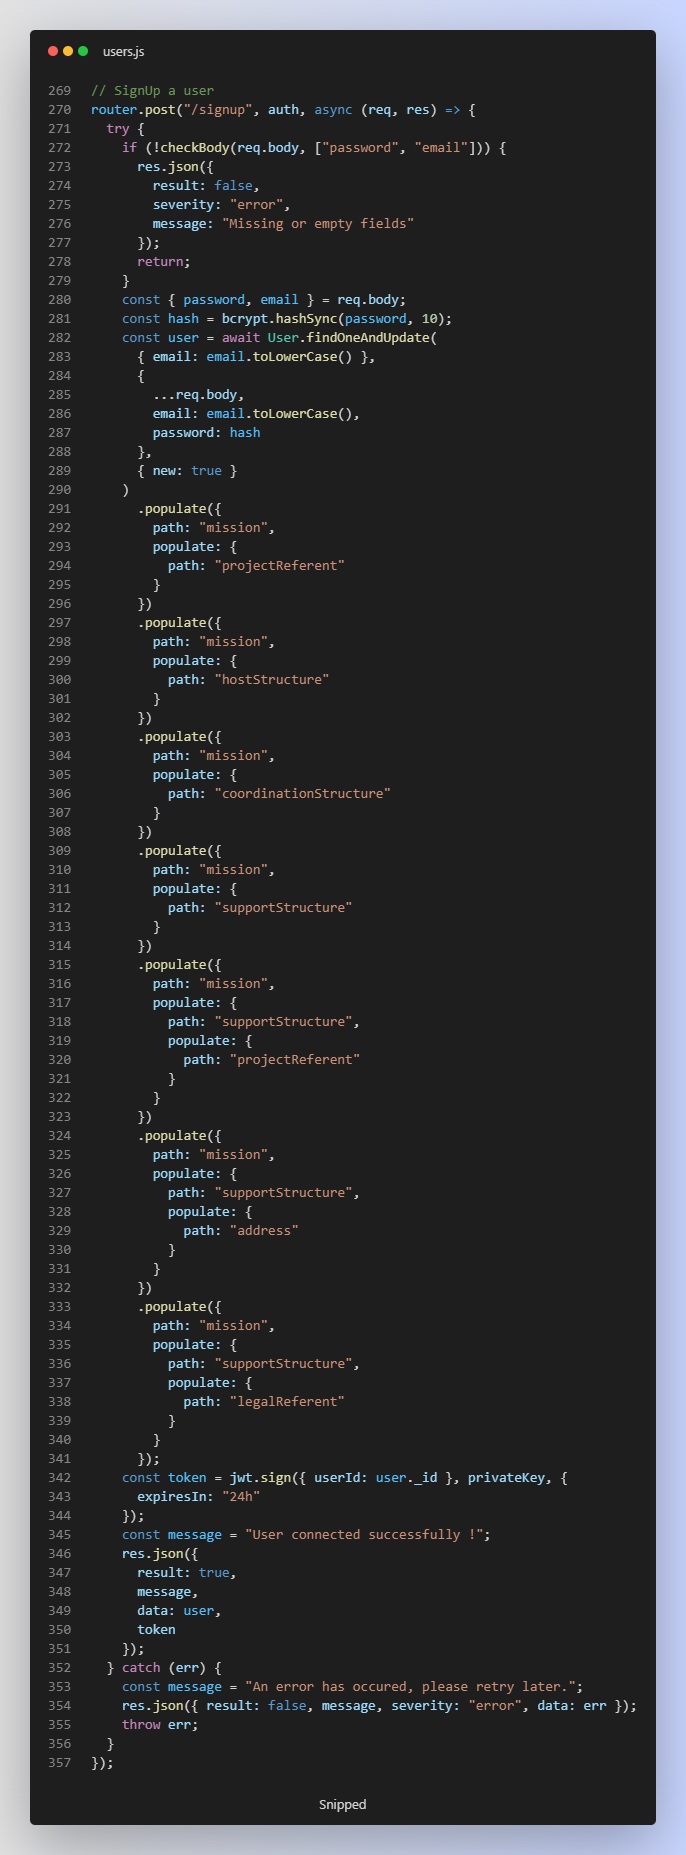 users.js
269 // SignUp a user
270 router.post("/signup", auth, async (req, res) => {
271   try {
272     if (!checkBody(req.body, ["password", "email"])) {
273       res.json({
274         result: false,
275         severity: "error",
276         message: "Missing or empty fields"
277       });
278       return;
279     }
280     const { password, email } = req.body;
281     const hash = bcrypt.hashSync(password, 10);
282     const user = await User.findOneAndUpdate(
283       { email: email.toLowerCase() },
284       {
285         ...req.body,
286         email: email.toLowerCase(),
287         password: hash
288       },
289       { new: true }
290     )
291       .populate({
292         path: "mission",
293         populate: {
294           path: "projectReferent"
295         }
296       })
297       .populate({
298         path: "mission",
299         populate: {
300           path: "hostStructure"
301         }
302       })
303       .populate({
304         path: "mission",
305         populate: {
306           path: "coordinationStructure"
307         }
308       })
309       .populate({
310         path: "mission",
311         populate: {
312           path: "supportStructure"
313         }
314       })
315       .populate({
316         path: "mission",
317         populate: {
318           path: "supportStructure",
319           populate: {
320             path: "projectReferent"
321           }
322         }
323       })
324       .populate({
325         path: "mission",
326         populate: {
327           path: "supportStructure",
328           populate: {
329             path: "address"
330           }
331         }
332       })
333       .populate({
334         path: "mission",
335         populate: {
336           path: "supportStructure",
337           populate: {
338             path: "legalReferent"
339           }
340         }
341       });
342     const token = jwt.sign({ userId: user._id }, privateKey, {
343       expiresIn: "24h"
344     });
345     const message = "User connected successfully !";
346     res.json({
347       result: true,
348       message,
349       data: user,
350       token
351     });
352   } catch (err) {
353     const message = "An error has occured, please retry later.";
354     res.json({ result: false, message, severity: "error", data: err });
355     throw err;
356   }
357 });
Snipped